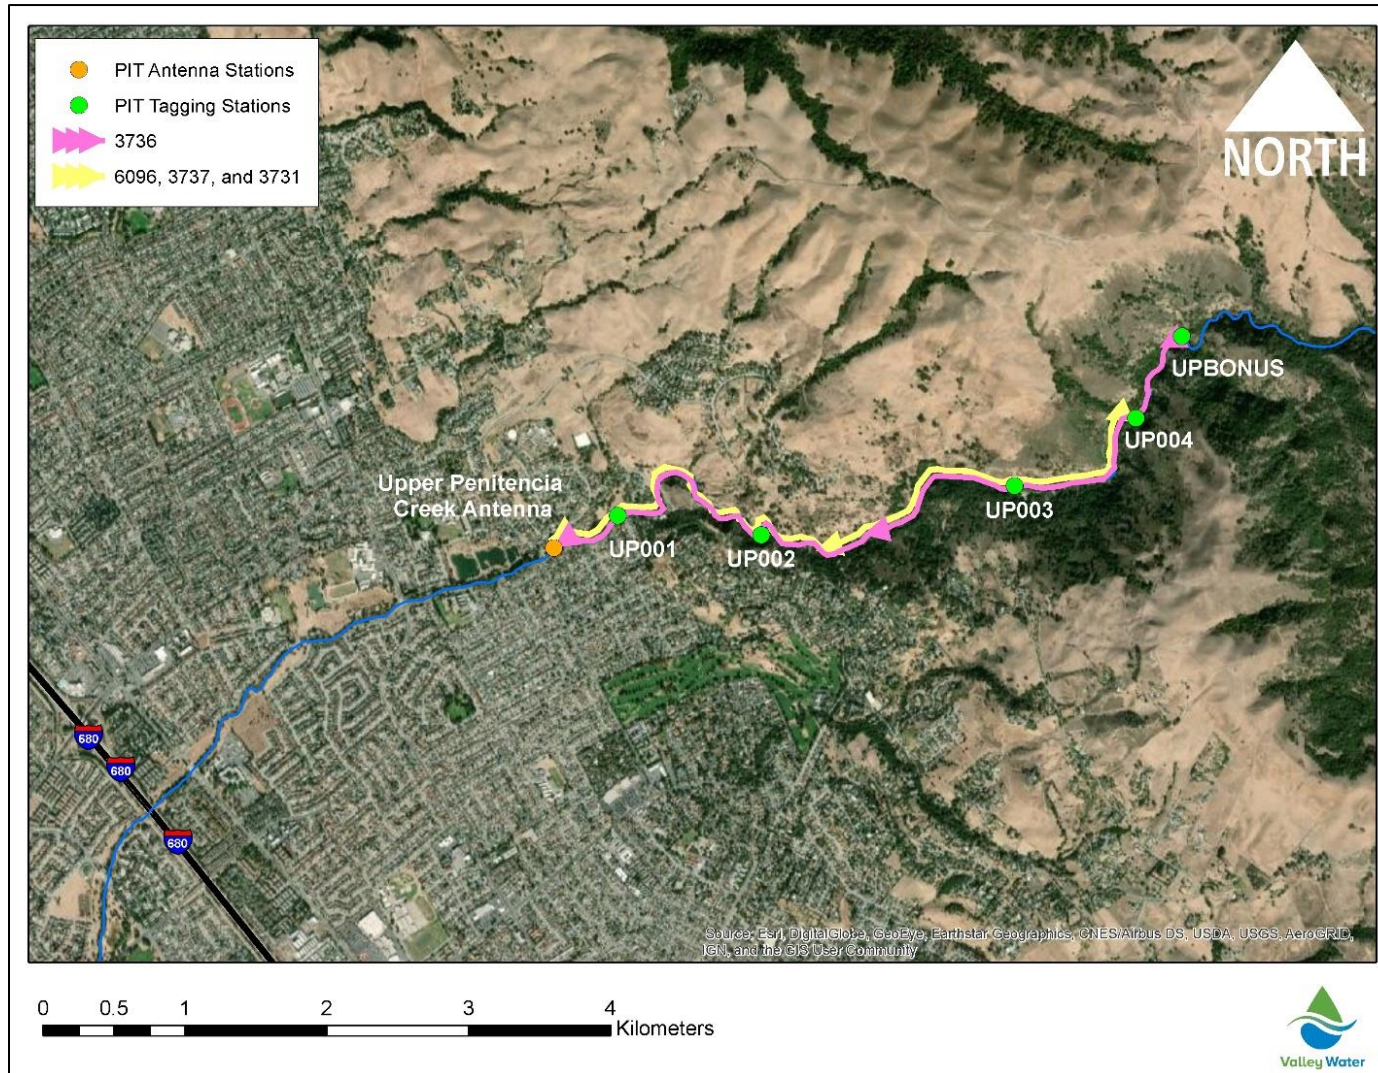 PIT Antenna Stations
PIT Tagging Stations
3736
6096, 3737, and 3731
NORTH
UPBONUS
UP004
Upper Penitencia
Creek Antenna
UP003
UP001
UP002
680
680
680
Source: Esri, DigitalGlobe, GeoEye, Earthstar Geographics, CNES/Airbus DS, USDA, USGS, AeroGRID,
IGN, and the GIS User Community
0 0.5 1 2 3 4
Kilometers
Valley Water